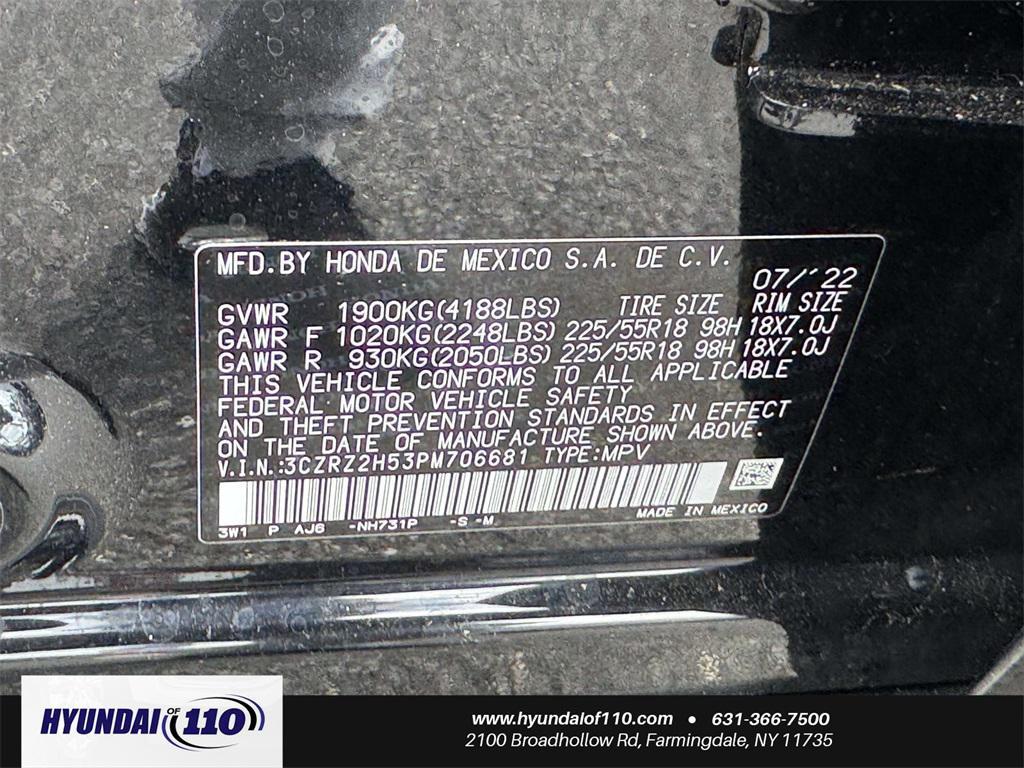 MFD.BY HONDA DE MEXICO S.A. DE C.V.
07/'22
GVWR 1900KG(4188LBS) TIRE SIZE RIM SIZE
GAWR F 1020KG(2248LBS) 225/55R18 98H 18X7.0J
GAWR R 930KG(2050LBS) 225/55R18 98H 18X7.0J
THIS VEHICLE CONFORMS TO ALL APPLICABLE
FEDERAL MOTOR VEHICLE SAFETY
AND THEFT PREVENTION STANDARDS IN EFFECT
ON THE DATE OF MANUFACTURE SHOWN ABOVE.
V.I.N.:3CZRZ2H53PM706681 TYPE:MPV
3W1 P AJ6 -NH731P -S -M MADE IN MEXICO
HYUNDAI OF 110
www.hyundaiof110.com • 631-366-7500
2100 Broadhollow Rd, Farmingdale, NY 11735